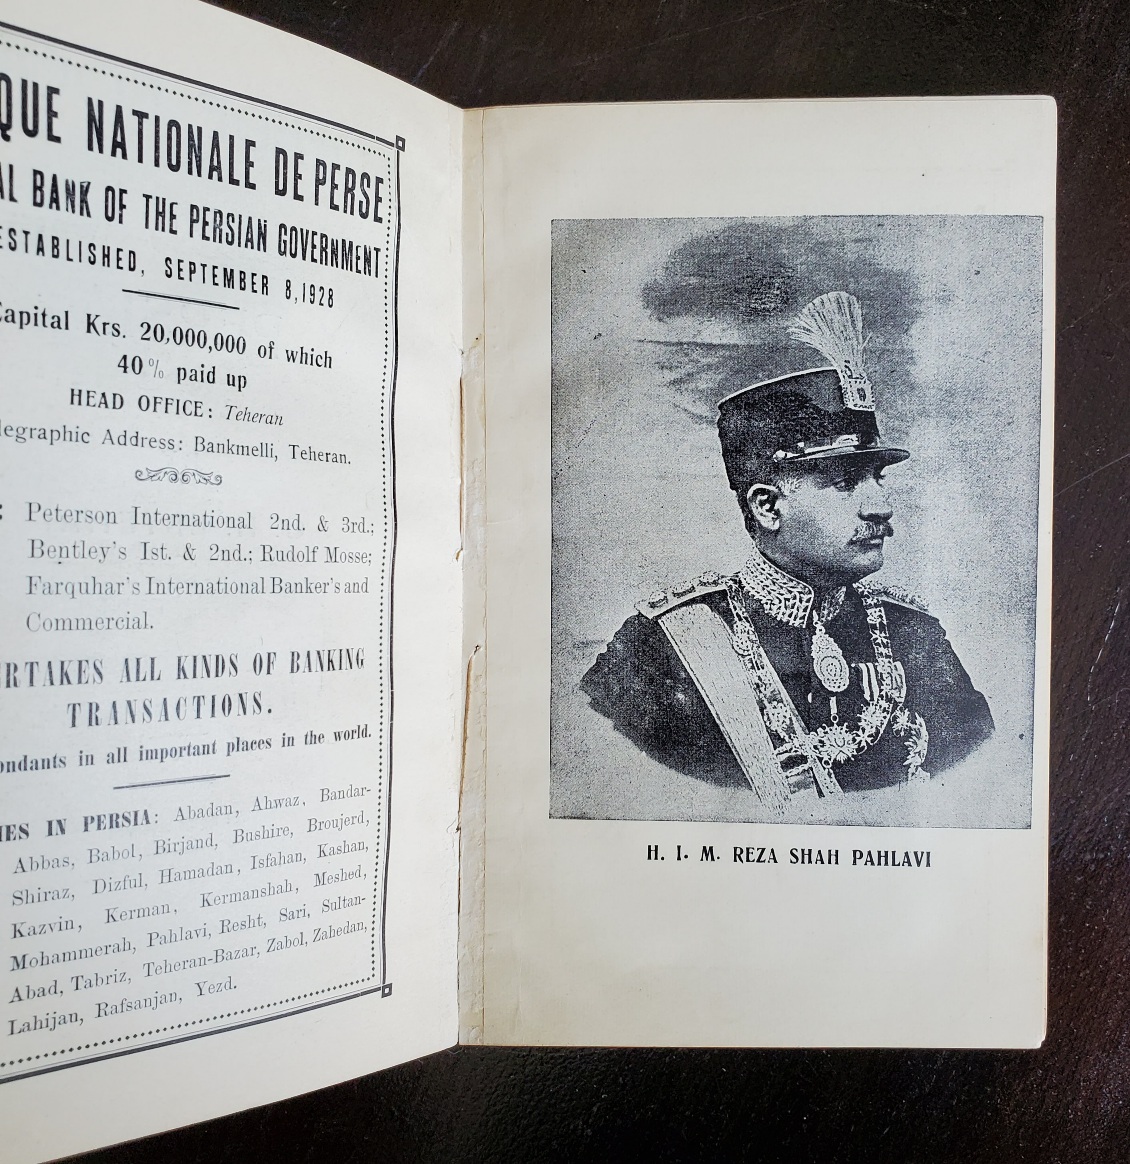 NATIONALE DE PERSE
BANK OF THE PERSIAN GOVERNMENT
ESTABLISHED, SEPTEMBER 8,1928
Capital Krs. 20,000,000 of which
40% paid up
HEAD OFFICE: Teheran
Address: Bankmelli, Teheran.
Peterson International 2nd. & 3rd.;
Bentley's Ist. & 2nd.; Rudolf Mosse;
Farquhar's International Banker's and
Commercial.
ALL KINDS OF BANKING
TRANSACTIONS.
in all important places in the world.
IN PERSIA: Abadan, Ahwaz, Bandar-
Abbas, Babol, Birjand, Bushire, Broujerd,
Shiraz, Dizful, Hamadan, Isfahan, Kashan,
Kazvin, Kerman, Kermanshah, Meshed,
Mohammerah, Pahlavi, Resht, Sari, Sultan-
Abad, Tabriz, Teheran-Bazar, Zabol, Zahedan,
Lahijan, Rafsanjan, Yezd.
H. I. M. REZA SHAH PAHLAVI